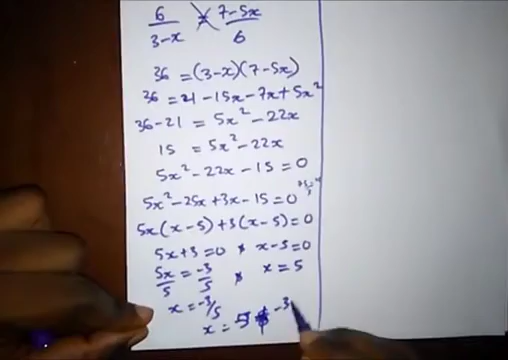 6/(3-x) = (7-5x)/6
36 = (3-x)(7-5x)
36 = 21 - 15x - 7x + 5x²
36-21 = 5x² - 22x
15 = 5x² - 22x
5x² - 22x - 15 = 0
5x² - 25x + 3x - 15 = 0
5x(x-5) + 3(x-5) = 0
5x+3=0 x-5=0
5x/5 = -3/5 x = 5
x = -3/5
x = 5 -3